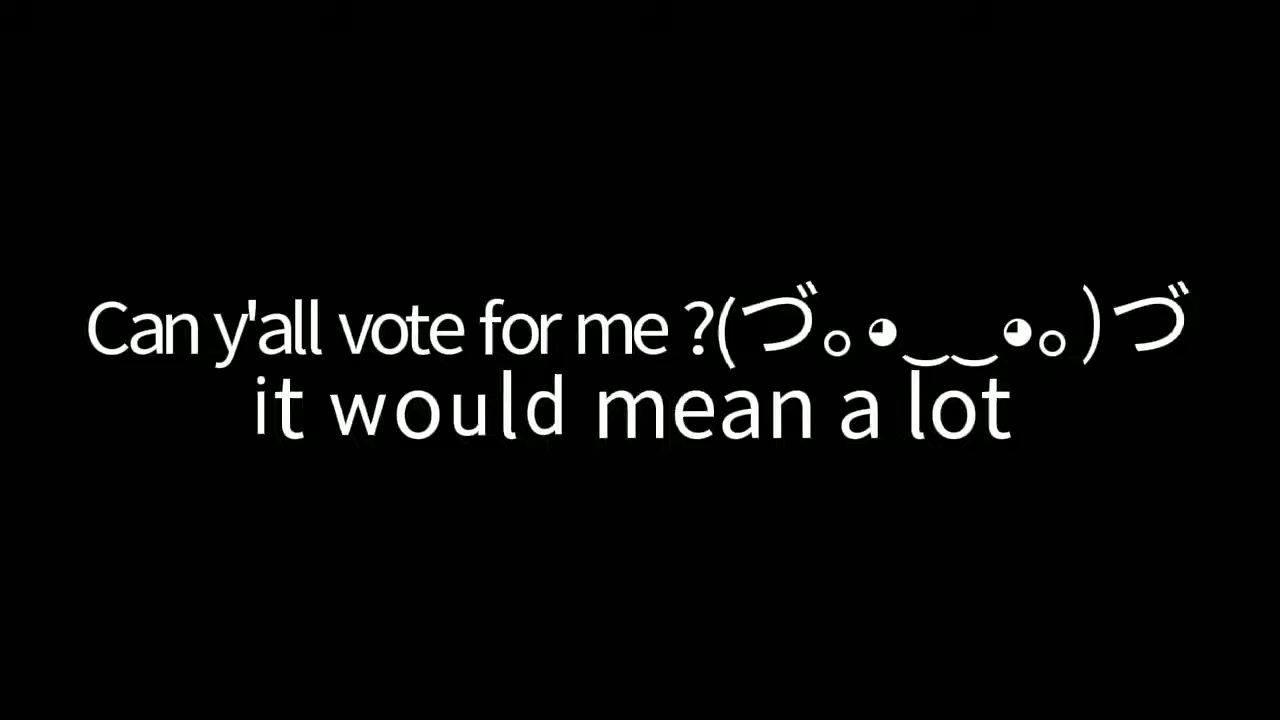 Can y'all vote for me ?(づ｡◕‿‿◕｡)づ
it would mean a lot